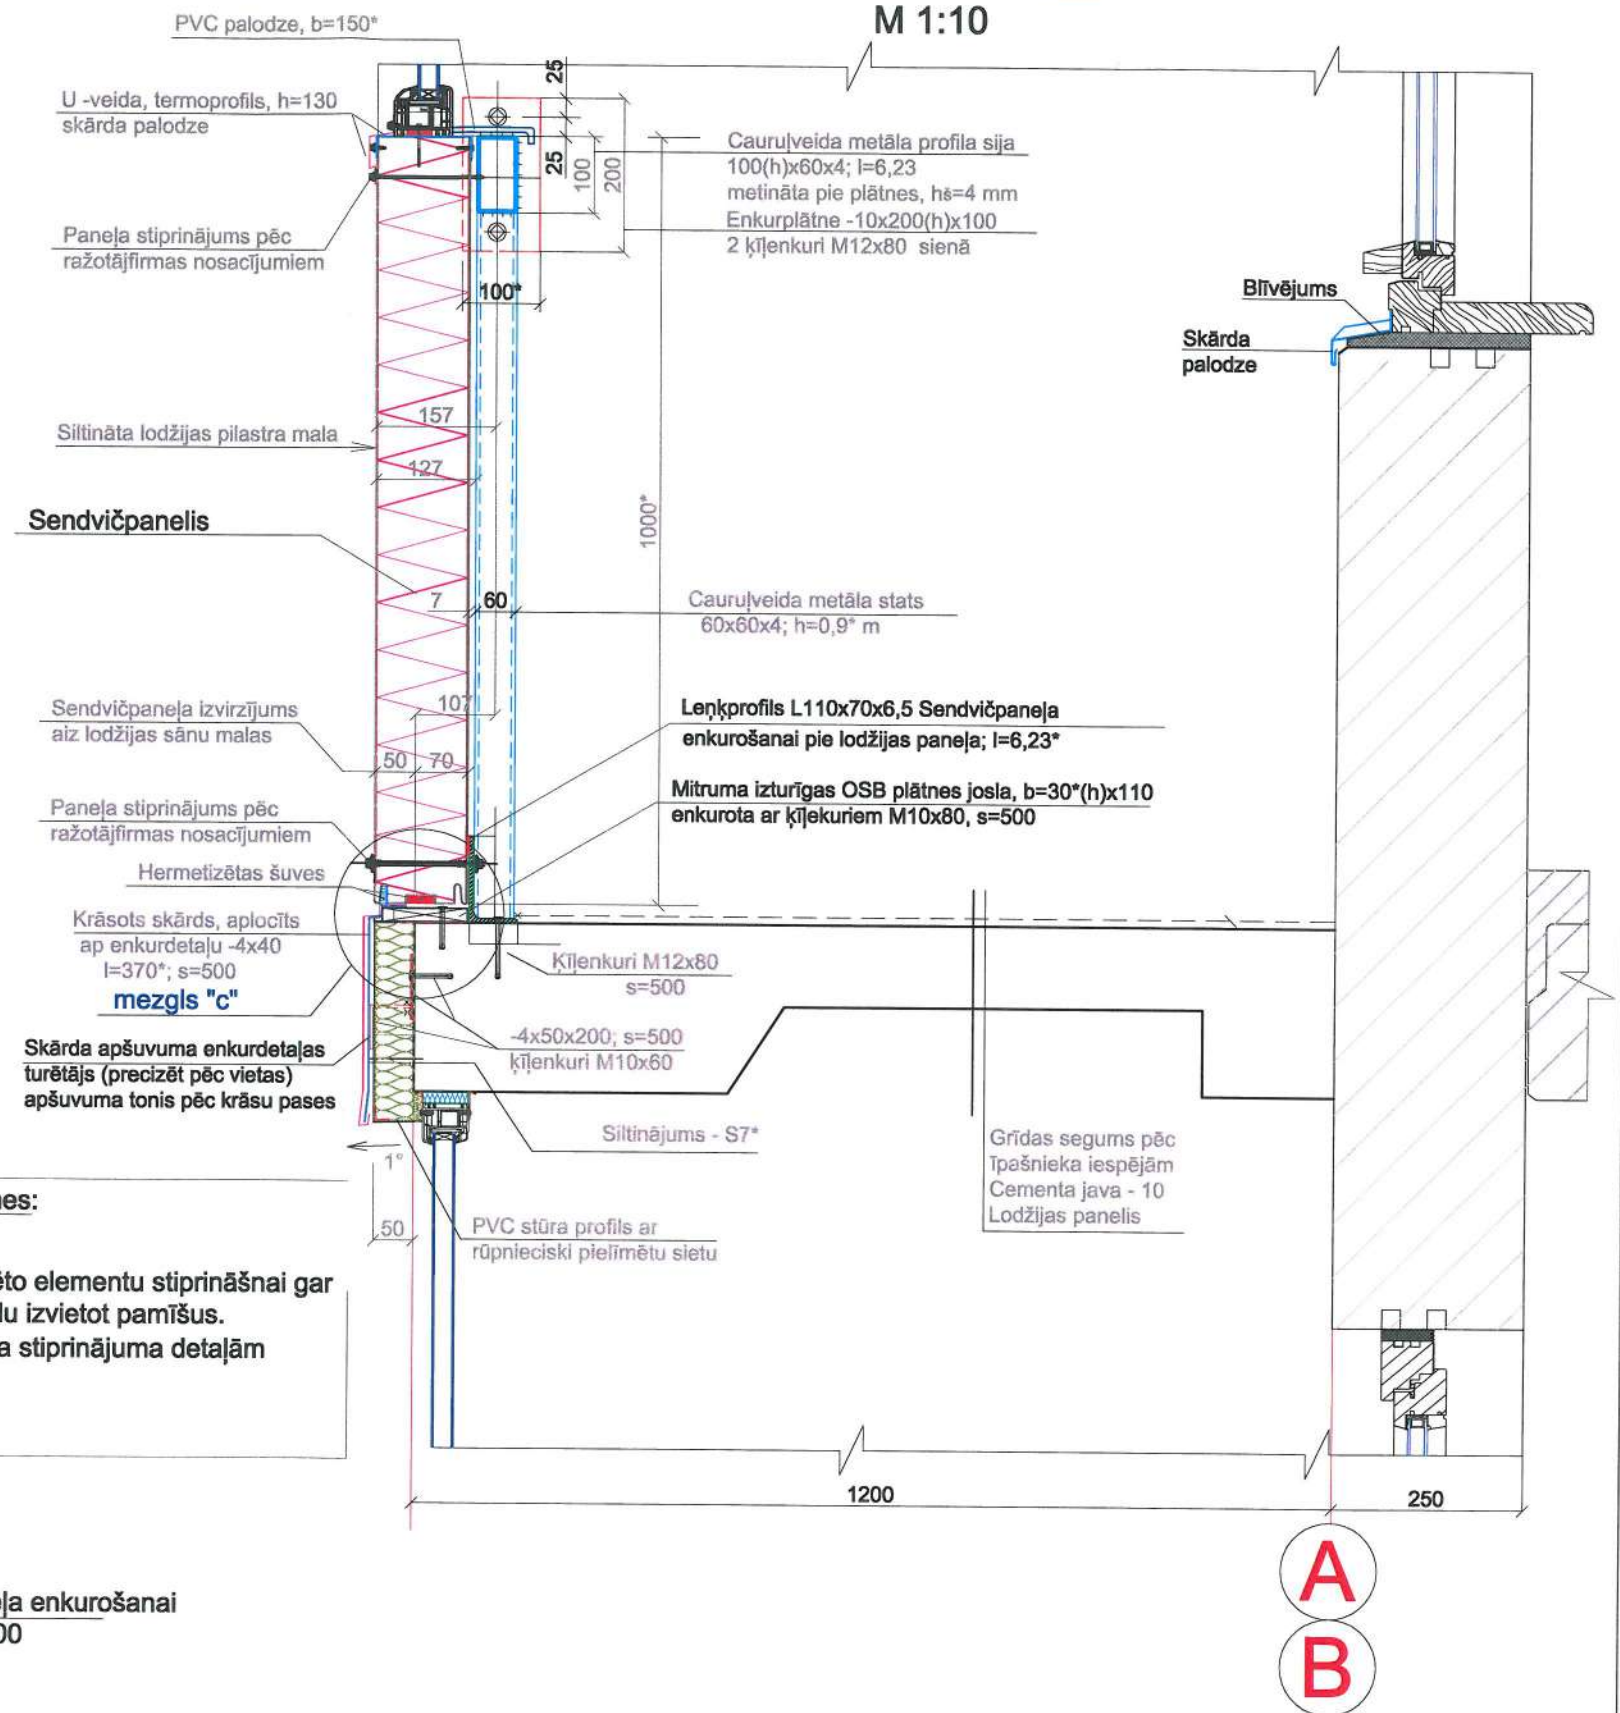 M 1:10
PVC palodze, b=150*
U -veida, termoprofils, h=130
skārda palodze
25
25
100
200
Cauruļveida metāla profila sija
100(h)x60x4; l=6,23
metināta pie plātnes, hš=4 mm
Enkurplātne -10x200(h)x100
2 ķīļenkuri M12x80 sienā
Paneļa stiprinājums pēc
ražotājfirmas nosacījumiem
100*
Blīvējums
Skārda
palodze
157
Siltināta lodžijas pilastra mala
127
1000*
Sendvičpanelis
7
60
Cauruļveida metāla stats
60x60x4; h=0,9* m
Sendvičpaneļa izvirzījums
aiz lodžijas sānu malas
107
Leņkprofils L110x70x6,5 Sendvičpaneļa
enkurošanai pie lodžijas paneļa; l=6,23*
50
70
Mitruma izturīgas OSB plātnes josla, b=30*(h)x110
enkurota ar ķīļekuriem M10x80, s=500
Paneļa stiprinājums pēc
ražotājfirmas nosacījumiem
Hermetizētas šuves
Krāsots skārds, aplocīts
ap enkurdetaļu -4x40
l=370*; s=500
mezgls "c"
Ķīļenkuri M12x80
s=500
-4x50x200; s=500
ķīļenkuri M10x60
Skārda apšuvuma enkurdetaļas
turētājs (precizēt pēc vietas)
apšuvuma tonis pēc krāsu pases
Siltinājums - S7*
Grīdas segums pēc
īpašnieka iespējām
Cementa java - 10
Lodžijas panelis
1°
50
PVC stūra profils ar
rūpnieciski pielīmētu sietu
nes:
ēto elementu stiprināšnai gar
lu izvietot pamīšus.
a stiprinājuma detaļām
1200
250
A
B
ļa enkurošanai
00